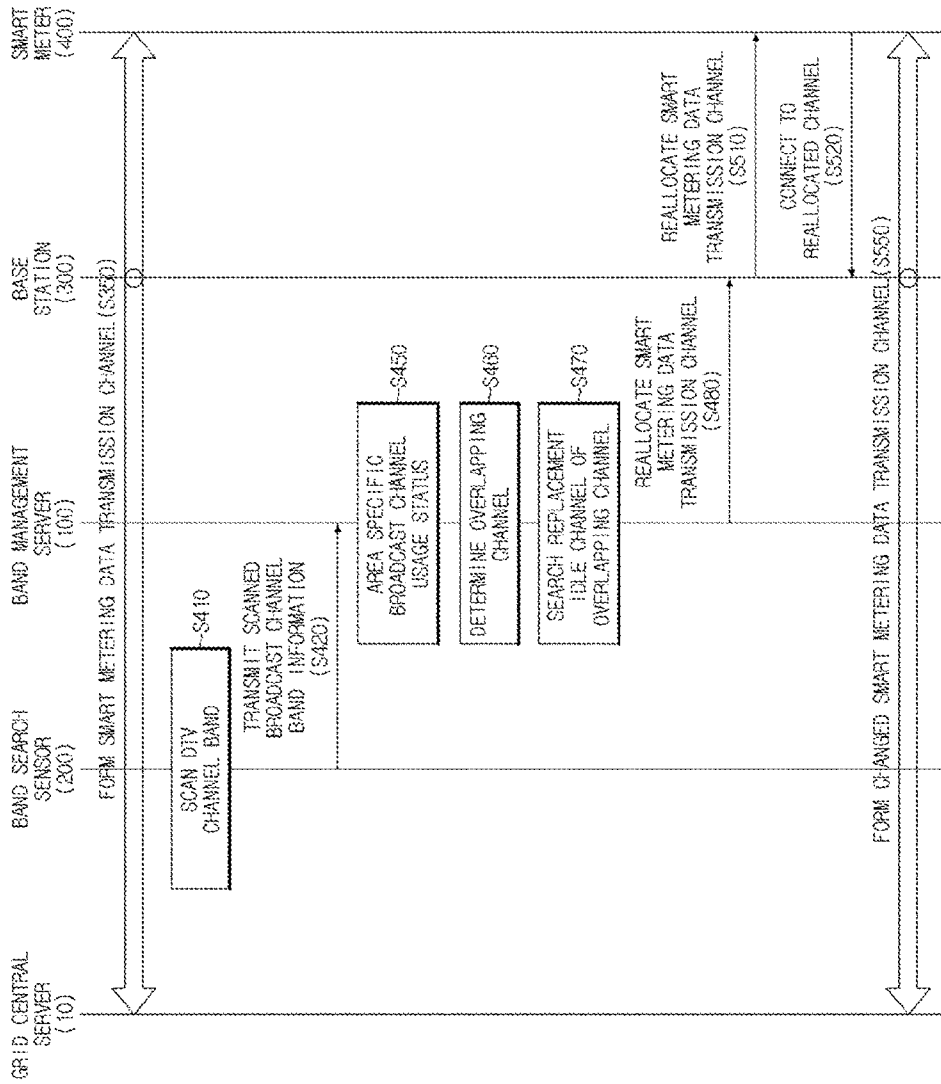 GRID CENTRAL
SERVER
(10)
BAND SEARCH
SENSOR
(200)
BAND MANAGEMENT
SERVER
(100)
BASE
STATION
(300)
SMART
METER
(400)
FORM SMART METERING DATA TRANSMISSION CHANNEL(S350)
SCAN DTV
CHANNEL BAND
S410
TRANSMIT SCANNED
BROADCAST CHANNEL
BAND INFORMATION
(S420)
AREA SPECIFIC
BROADCAST CHANNEL
USAGE STATUS
S450
DETERMINE OVERLAPPING
CHANNEL
S460
SEARCH REPLACEMENT
IDLE CHANNEL OF
OVERLAPPING CHANNEL
S470
REALLOCATE SMART
METERING DATA
TRANSMISSION CHANNEL
(S480)
REALLOCATE SMART
METERING DATA
TRANSMISSION CHANNEL
(S510)
CONNECT TO
REALLOCATED CHANNEL
(S520)
FORM CHANGED SMART METERING DATA TRANSMISSION CHANNEL(S550)